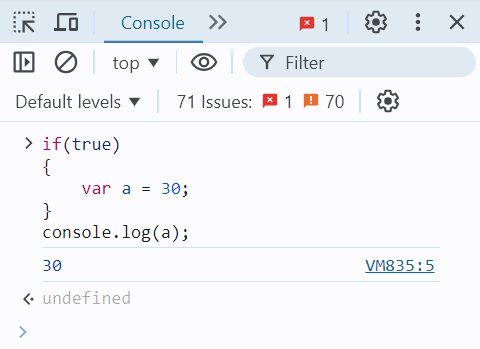 Console 1
top Filter
Default levels 71 Issues: 1 70
if(true)
{
    var a = 30;
}
console.log(a);
30 VM835:5
undefined